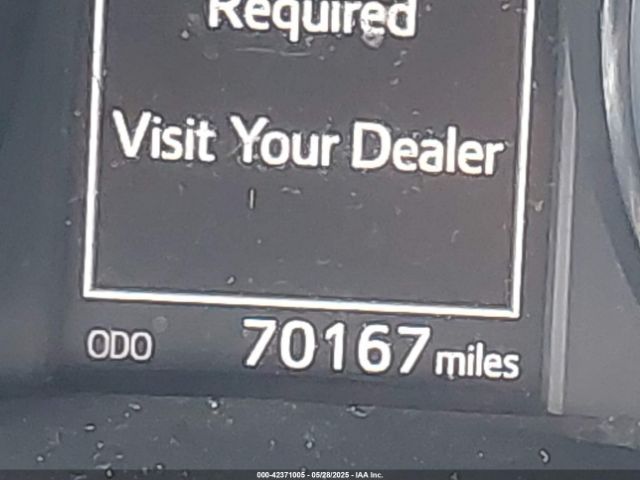 Required
Visit Your Dealer
ODO 70167 miles
000-42371005 - 05/28/2025 - IAA Inc.